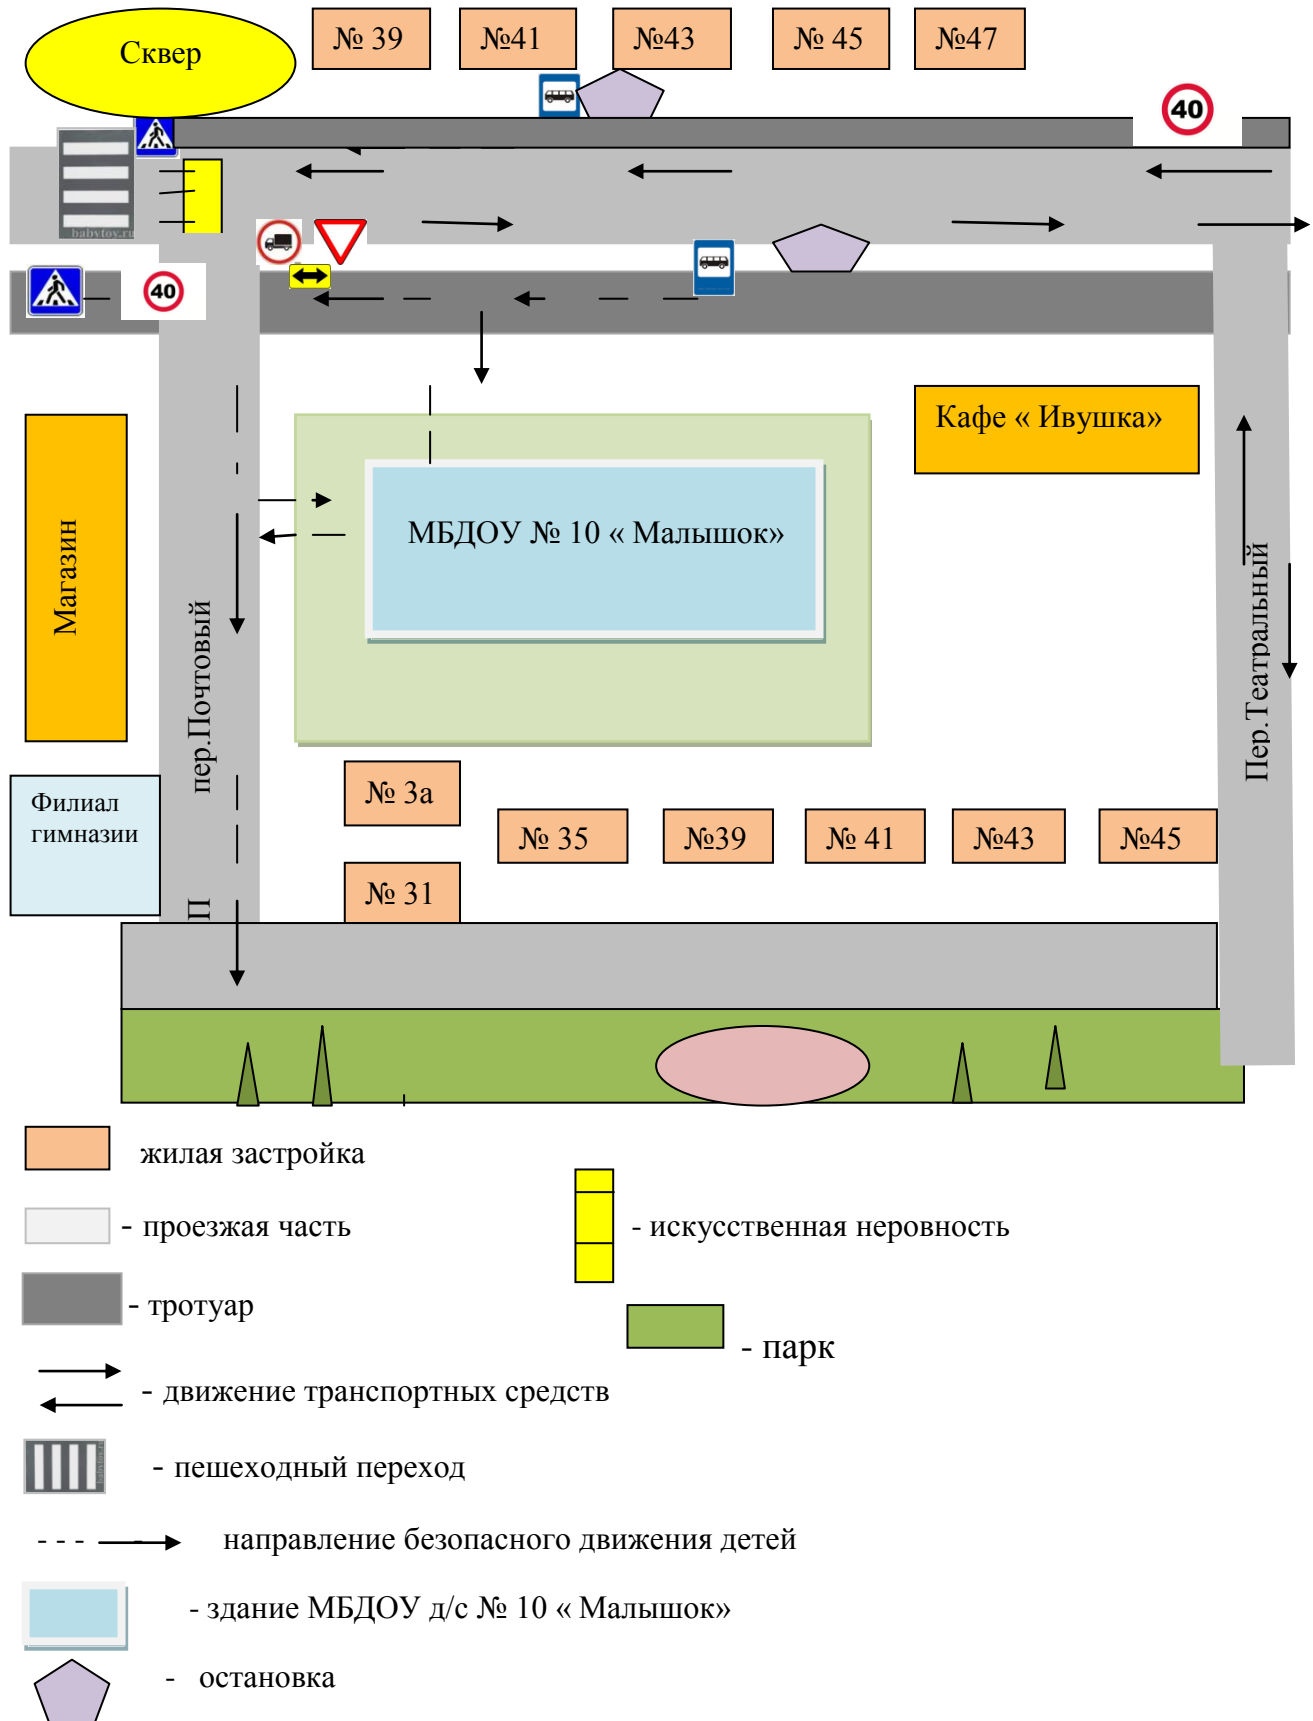 Сквер
№ 39
№41
№43
№ 45
№47
40
babytoy.ru
40
Кафе « Ивушка»
МБДОУ № 10 « Малышок»
Магазин
пер.Почтовый
Пер.Театральный
Филиал
гимназии
№ 3а
№ 35
№39
№ 41
№43
№45
№ 31
П
жилая застройка
- проезжая часть
- искусственная неровность
- тротуар
- парк
- движение транспортных средств
- пешеходный переход
направление безопасного движения детей
- здание МБДОУ д/с № 10 « Малышок»
- остановка